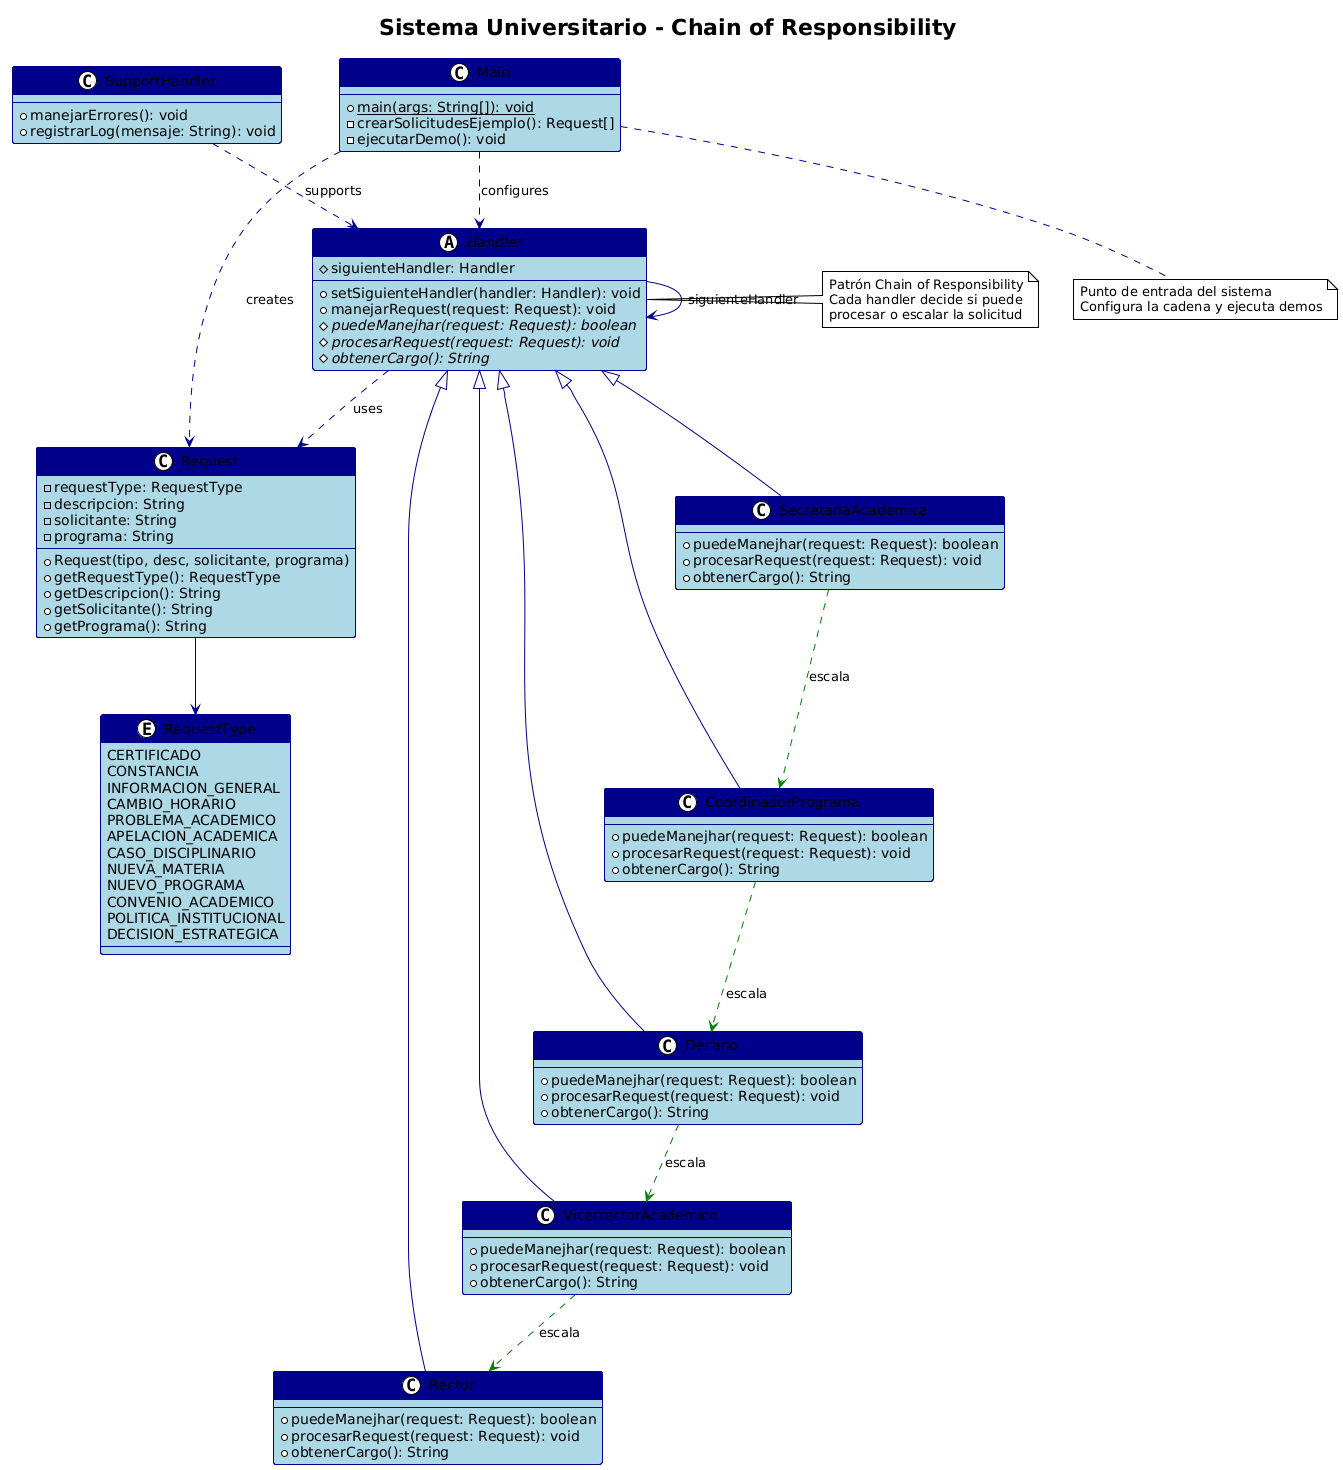 Sistema Universitario - Chain of Responsibility
C SupportHandler
manejarErrores(): void
registrarLog(mensaje: String): void
C Main
main(args: String[]): void
crearSolicitudesEjemplo(): Request[]
ejecutarDemo(): void
supports
configures
creates
A Handler
siguienteHandler: Handler
setSiguienteHandler(handler: Handler): void
manejarRequest(request: Request): void
puedeManejhar(request: Request): boolean
procesarRequest(request: Request): void
obtenerCargo(): String
siguienteHandler
Patrón Chain of Responsibility
Cada handler decide si puede
procesar o escalar la solicitud
Punto de entrada del sistema
Configura la cadena y ejecuta demos
uses
C Request
requestType: RequestType
descripcion: String
solicitante: String
programa: String
Request(tipo, desc, solicitante, programa)
getRequestType(): RequestType
getDescripcion(): String
getSolicitante(): String
getPrograma(): String
C SecretariaAcademica
puedeManejhar(request: Request): boolean
procesarRequest(request: Request): void
obtenerCargo(): String
escala
E RequestType
CERTIFICADO
CONSTANCIA
INFORMACION_GENERAL
CAMBIO_HORARIO
PROBLEMA_ACADEMICO
APELACION_ACADEMICA
CASO_DISCIPLINARIO
NUEVA_MATERIA
NUEVO_PROGRAMA
CONVENIO_ACADEMICO
POLITICA_INSTITUCIONAL
DECISION_ESTRATEGICA
C CoordinadorPrograma
puedeManejhar(request: Request): boolean
procesarRequest(request: Request): void
obtenerCargo(): String
escala
C Decano
puedeManejhar(request: Request): boolean
procesarRequest(request: Request): void
obtenerCargo(): String
escala
C VicerrectorAcademico
puedeManejhar(request: Request): boolean
procesarRequest(request: Request): void
obtenerCargo(): String
escala
C Rector
puedeManejhar(request: Request): boolean
procesarRequest(request: Request): void
obtenerCargo(): String